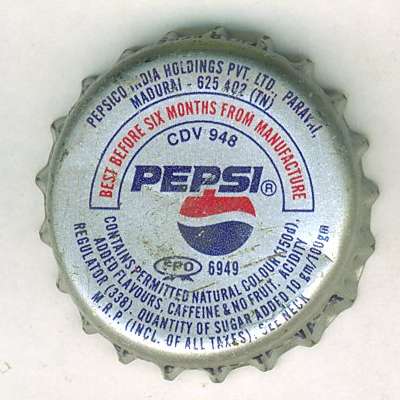 PEPSICO INDIA HOLDINGS PVT. LTD. PARAVAI,
MADURAI - 625 402 (TN)
BEST BEFORE SIX MONTHS FROM MANUFACTURE
CDV 948
PEPSI®
FPO 6949
CONTAINS PERMITTED NATURAL COLOUR (150d),
ADDED FLAVOURS, CAFFEINE & NO FRUIT. ACIDITY
REGULATOR (338). QUANTITY OF SUGAR ADDED 10 gm/100gm
M.R.P. (INCL. OF ALL TAXES): SEE NECK